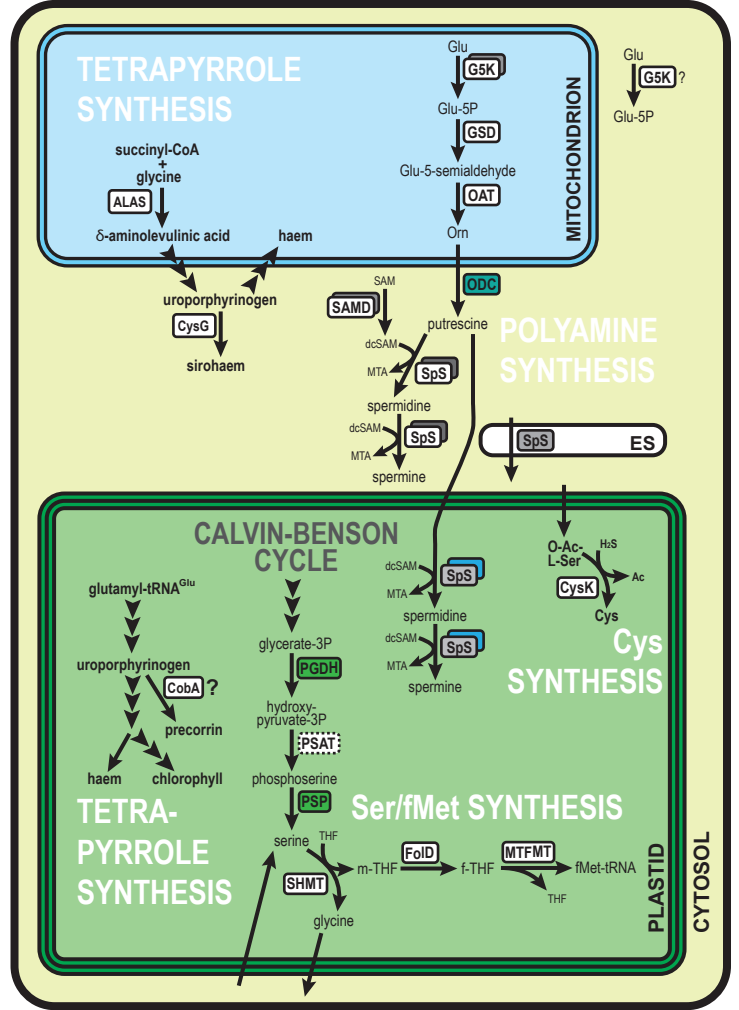 TETRAPYRROLE
SYNTHESIS
succinyl-CoA
+
glycine
ALAS
δ-aminolevulinic acid
haem
uroporphyrinogen
CysG
sirohaem
Glu
G5K
Glu-5P
GSD
Glu-5-semialdehyde
OAT
Orn
MITOCHONDRION
Glu
G5K ?
Glu-5P
ODC
SAM
SAMD
putrescine
dcSAM
MTA
SpS
spermidine
dcSAM
MTA
SpS
spermine
POLYAMINE
SYNTHESIS
SpS
ES
CALVIN-BENSON
CYCLE
glutamyl-tRNAGlu
uroporphyrinogen
CobA ?
precorrin
haem
chlorophyll
TETRA-
PYRROLE
SYNTHESIS
glycerate-3P
PGDH
hydroxy-
pyruvate-3P
PSAT
phosphoserine
PSP
serine
THF
SHMT
glycine
m-THF
FolD
f-THF
MTFMT
fMet-tRNA
THF
Ser/fMet SYNTHESIS
dcSAM
MTA
SpS
spermidine
dcSAM
MTA
SpS
spermine
O-Ac-
L-Ser
H2S
Ac
CysK
Cys
Cys
SYNTHESIS
PLASTID
CYTOSOL